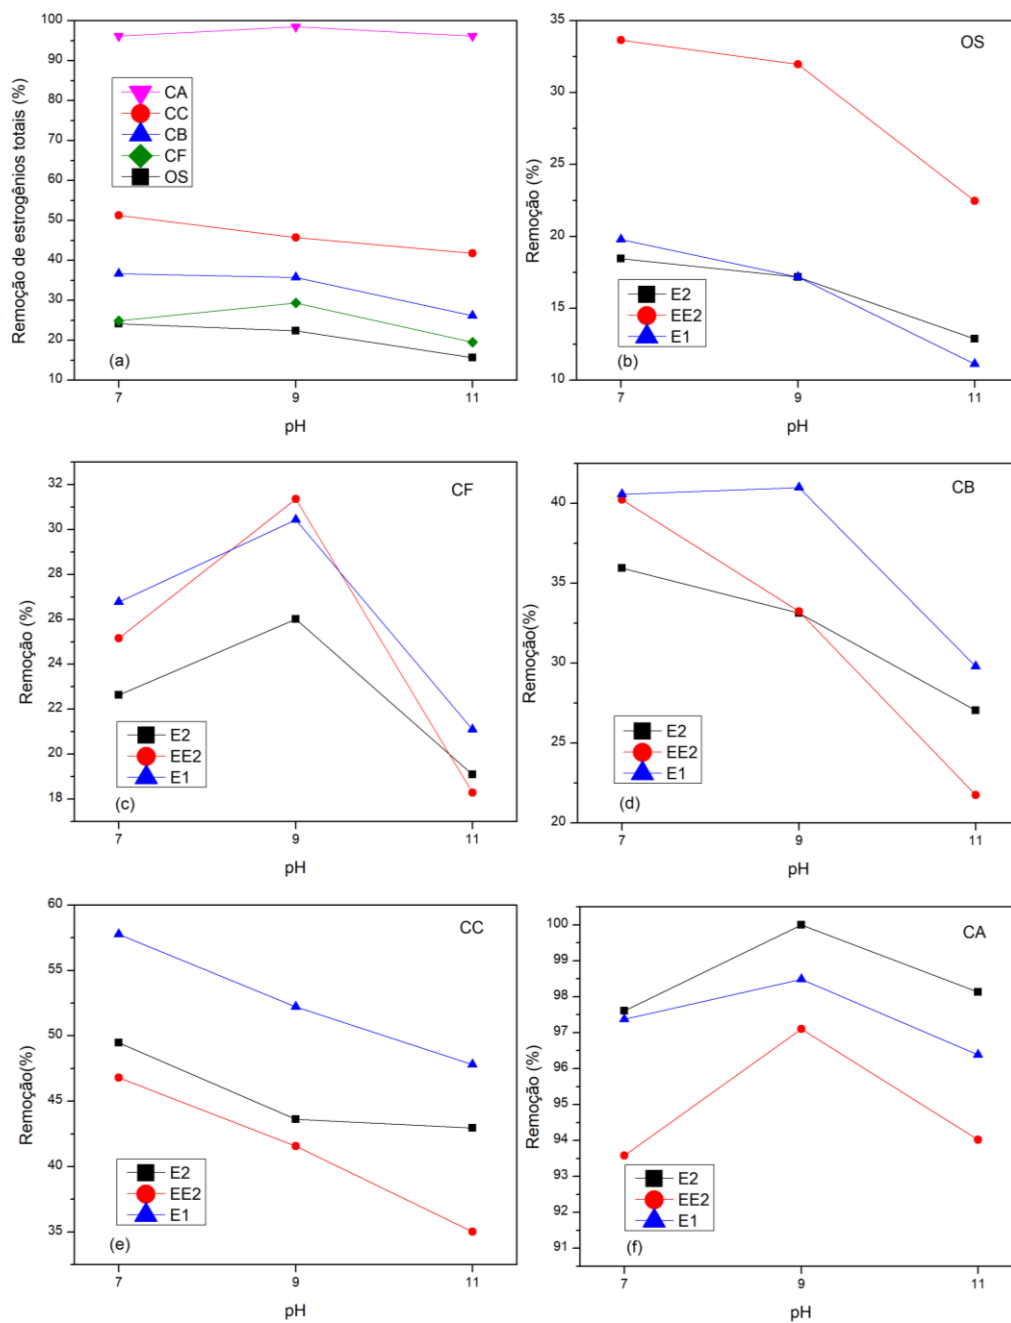 Remoção de estrogênios totais (%)
100
90
80
70
60
50
40
30
20
10
CA
CC
CB
CF
OS
(a)
7
9
11
pH
Remoção (%)
35
30
25
20
15
10
OS
E2
EE2
E1
(b)
7
9
11
pH
Remoção (%)
32
30
28
26
24
22
20
18
CF
E2
EE2
E1
(c)
7
9
11
pH
Remoção(%)
40
35
30
25
20
CB
E2
EE2
E1
(d)
7
9
11
pH
Remoção(%)
60
55
50
45
40
35
CC
E2
EE2
E1
(e)
7
9
11
pH
Remoção (%)
100
99
98
97
96
95
94
93
92
91
CA
E2
EE2
E1
(f)
7
9
11
pH